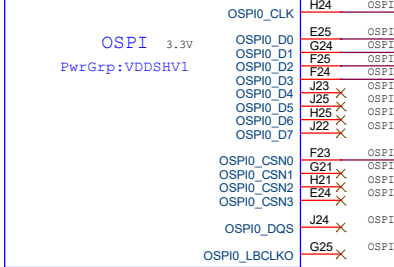 OSPI0_CLK H24 OSPI
OSPI 3.3V
PwrGrp:VDDSHV1
OSPI0_D0 E25 OSPI
OSPI0_D1 G24 OSPI
OSPI0_D2 F25 OSPI
OSPI0_D3 F24 OSPI
OSPI0_D4 J23 OSPI
OSPI0_D5 J25 OSPI
OSPI0_D6 H25 OSPI
OSPI0_D7 J22 OSPI
OSPI0_CSN0 F23 OSPI
OSPI0_CSN1 G21 OSPI
OSPI0_CSN2 H21 OSPI
OSPI0_CSN3 E24 OSPI
OSPI0_DQS J24 OSPI
OSPI0_LBCLKO G25 OSPI